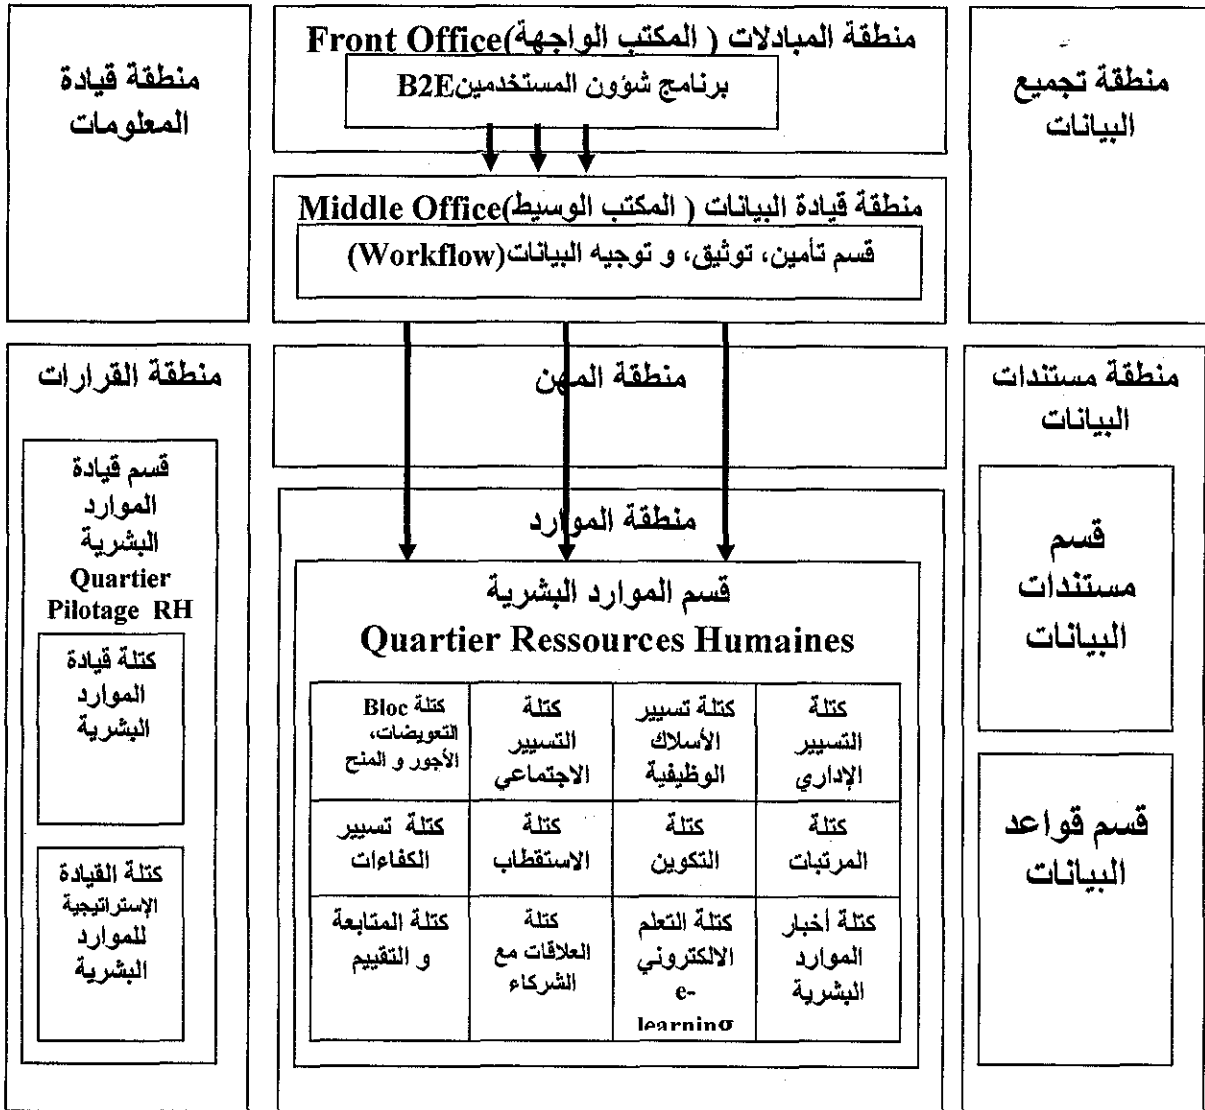 منطقة تجميع
البيانات
منطقة المبادلات ( المكتب الواجهة)Front Office
برنامج شؤون المستخدمينB2E
منطقة قيادة
المعلومات
منطقة قيادة البيانات ( المكتب الوسيط)Middle Office
قسم تأمين، توثيق، و توجيه البيانات(Workflow)
منطقة مستندات
البيانات
قسم
مستندات
البيانات
قسم قواعد
البيانات
منطقة المهن
منطقة الموارد
قسم الموارد البشرية
Quartier Ressources Humaines
كتلة
التسيير
الإداري
كتلة تسيير
الأسلاك
الوظيفية
كتلة
التسيير
الاجتماعي
كتلة Bloc
التعويضات،
الأجور و المنح
كتلة
المرتبات
كتلة
التكوين
كتلة
الاستقطاب
كتلة تسيير
الكفاءات
كتلة أخبار
الموارد
البشرية
كتلة التعلم
الالكتروني
e-
learning
كتلة
العلاقات مع
الشركاء
كتلة المتابعة
و التقييم
منطقة القرارات
قسم قيادة
الموارد
البشرية
Quartier
Pilotage RH
كتلة قيادة
الموارد
البشرية
كتلة القيادة
الإستراتيجية
للموارد
البشرية